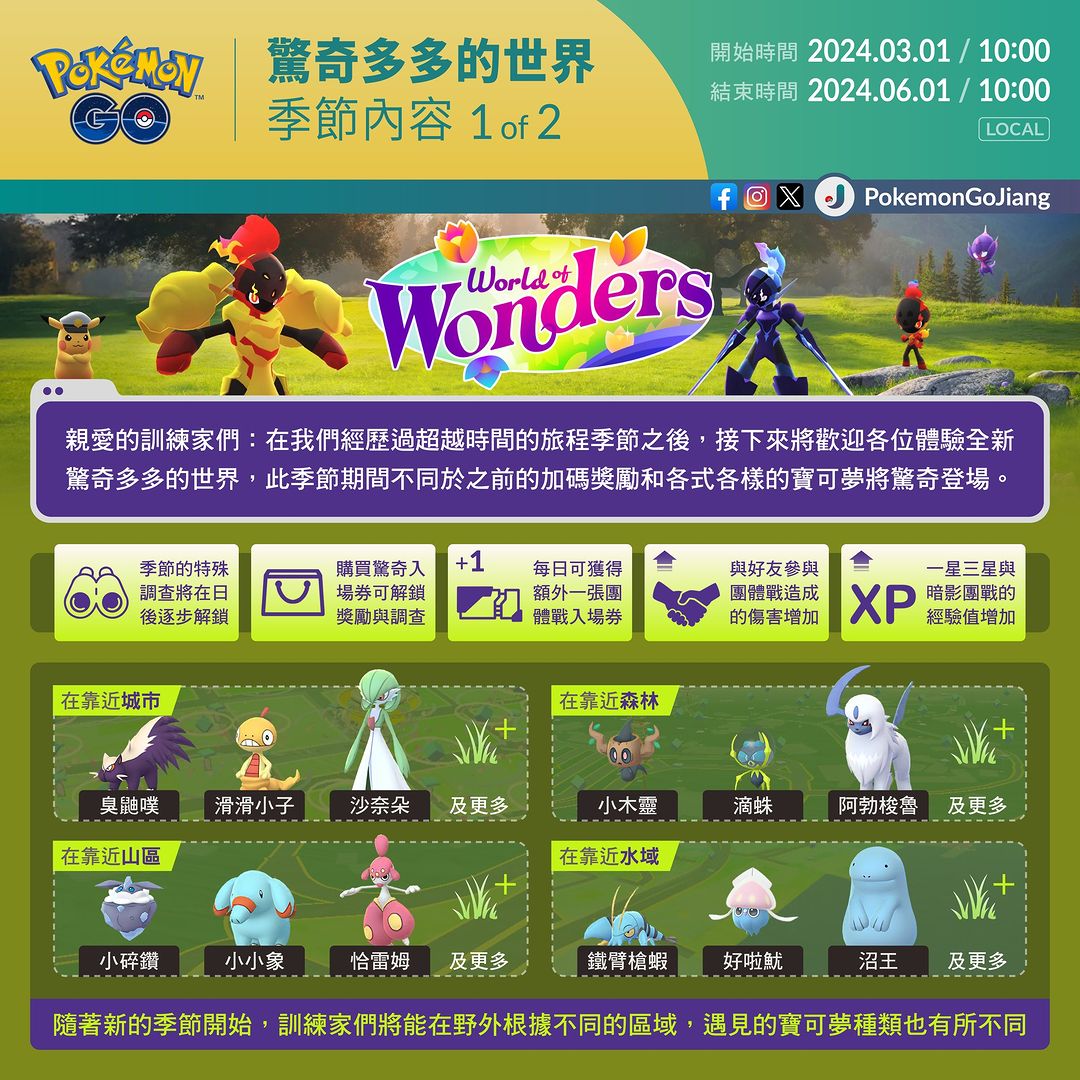 POKÉMON
GO
TM
驚奇多多的世界
季節內容 1 of 2
開始時間 2024.03.01 / 10:00
結束時間 2024.06.01 / 10:00
LOCAL
PokemonGoJiang
World of
Wonders
親愛的訓練家們：在我們經歷過超越時間的旅程季節之後，接下來將歡迎各位體驗全新
驚奇多多的世界，此季節期間不同於之前的加碼獎勵和各式各樣的寶可夢將驚奇登場。
季節的特殊
調查將在日
後逐步解鎖
購買驚奇入
場券可解鎖
獎勵與調查
+1
每日可獲得
額外一張團
體戰入場券
與好友參與
團體戰造成
的傷害增加
XP
一星三星與
暗影團戰的
經驗值增加
在靠近城市
臭鼬噗
滑滑小子
沙奈朵
及更多
在靠近森林
小木靈
滴蛛
阿勃梭魯
及更多
在靠近山區
小碎鑽
小小象
恰雷姆
及更多
在靠近水域
鐵臂槍蝦
好啦魷
沼王
及更多
隨著新的季節開始，訓練家們將能在野外根據不同的區域，遇見的寶可夢種類也有所不同